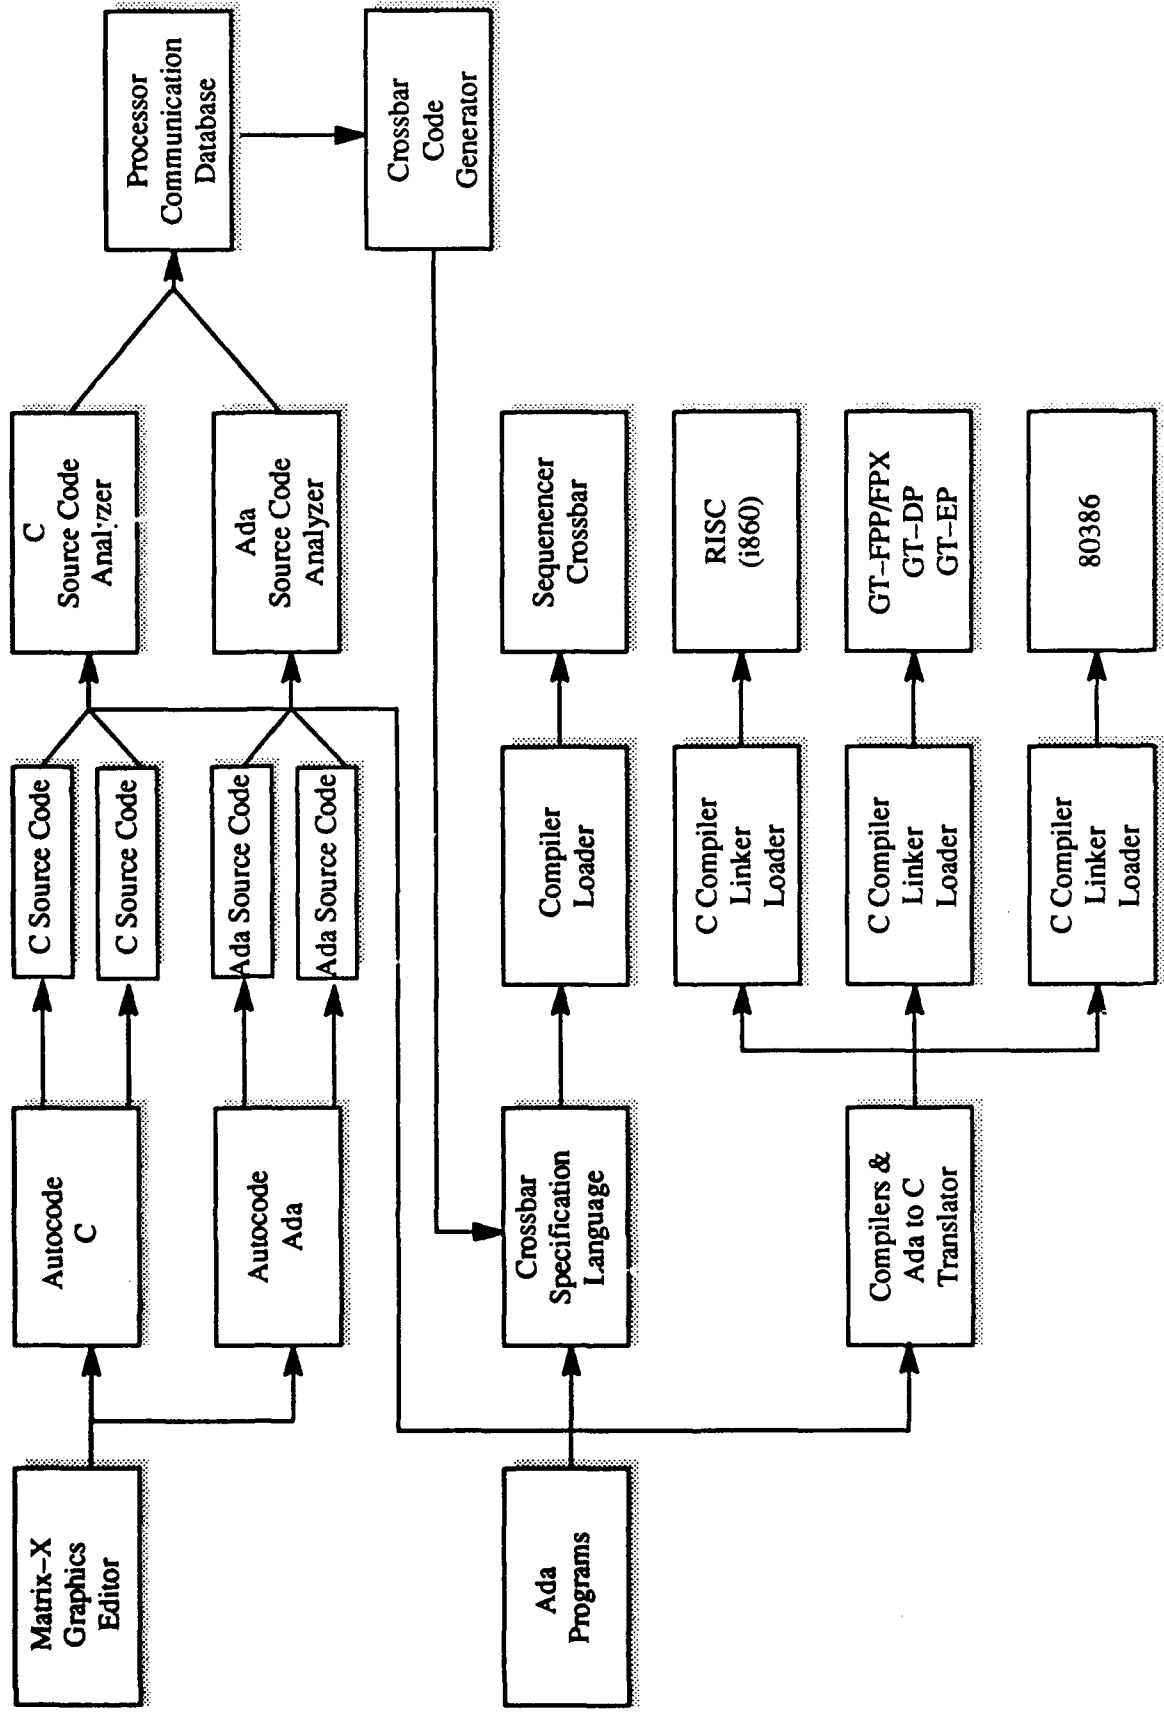 Matrix–X
Graphics
Editor
Autocode
C
Autocode
Ada
C Source Code
C Source Code
Ada Source Code
Ada Source Code
C
Source Code
Analyzer
Ada
Source Code
Analyzer
Processor
Communication
Database
Crossbar
Code
Generator
Ada
Programs
Crossbar
Specification
Language
Compiler
Loader
Sequenencer
Crossbar
Compilers &
Ada to C
Translator
C Compiler
Linker
Loader
RISC
(i860)
C Compiler
Linker
Loader
GT–FPP/FPX
GT–DP
GT–EP
C Compiler
Linker
Loader
80386